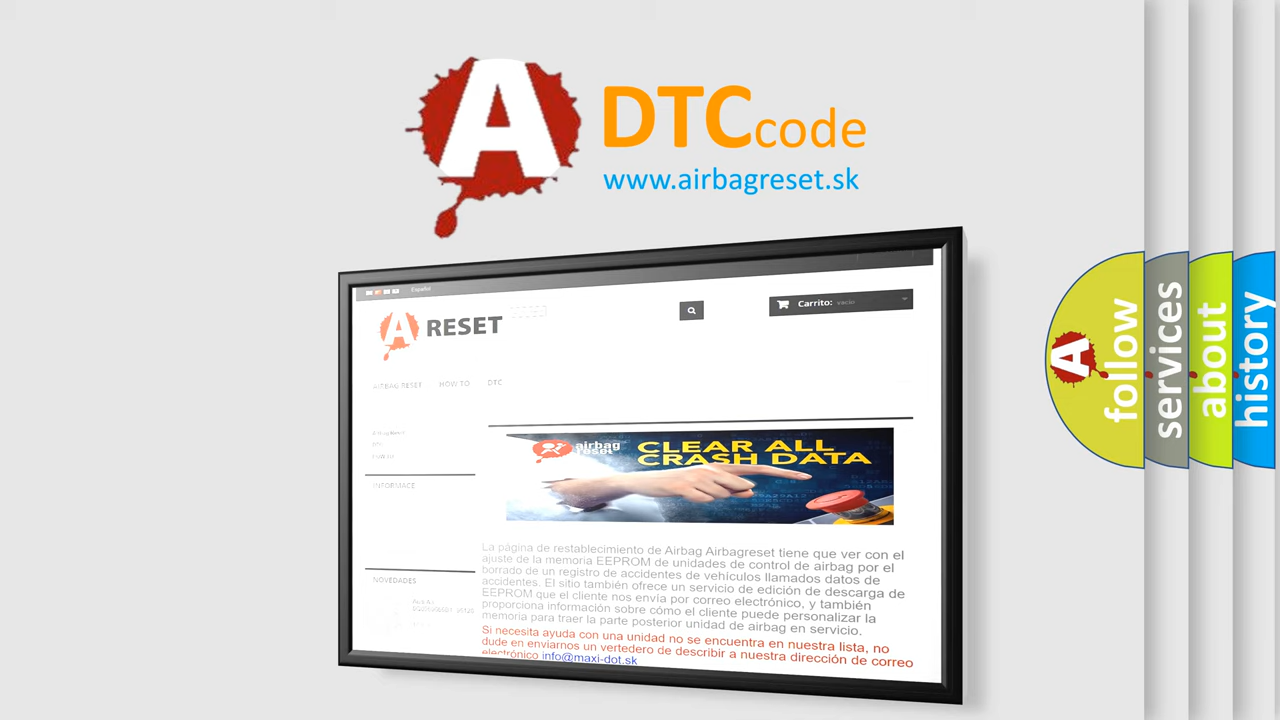 A DTCcode
www.airbagreset.sk
Español
A RESET
Carrito: vacío
AIRBAG RESET HOW TO DTC
INFORMACE
NOVEDADES
airbag
reset
CLEAR ALL
CRASH DATA
La página de restablecimiento de Airbag Airbagreset tiene que ver con el
ajuste de la memoria EEPROM de unidades de control de airbag por el
borrado de un registro de accidentes de vehículos llamados datos de
accidentes. El sitio también ofrece un servicio de edición de descarga de
EEPROM que el cliente nos envía por correo electrónico, y también
proporciona información sobre cómo el cliente puede personalizar la
memoria para traer la parte posterior unidad de airbag en servicio.
Si necesita ayuda con una unidad no se encuentra en nuestra lista, no
dude en enviarnos un vertedero de describir a nuestra dirección de correo
electrónico info@maxi-dot.sk
A
follow
services
about
history